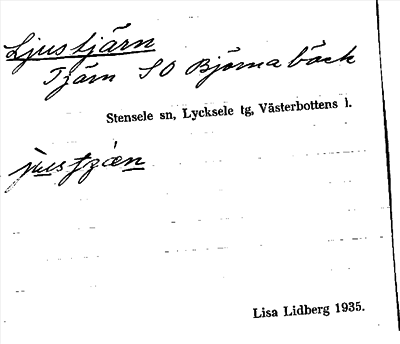 Ljustjärn
Tjärn SO Björnabäck
Stensele sn, Lycksele tg, Västerbottens l.
Lisa Lidberg 1935.